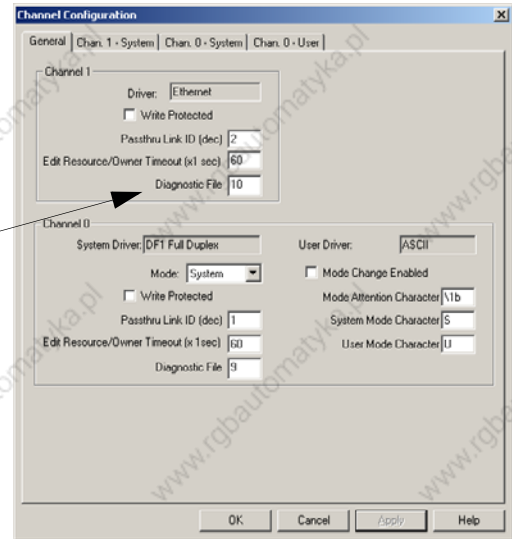 Channel Configuration
General
Chan. 1 - System
Chan. 0 - System
Chan. 0 - User
Channel 1
Driver: Ethernet
Write Protected
Passthru Link ID (dec) 2
Edit Resource/Owner Timeout (x1 sec) 60
Diagnostic File 10
Channel 0
System Driver: DF1 Full Duplex
Mode: System
Write Protected
Passthru Link ID (dec) 1
Edit Resource/Owner Timeout (x 1sec) 60
Diagnostic File 9
User Driver: ASCII
Mode Change Enabled
Mode Attention Character \1b
System Mode Character S
User Mode Character U
OK
Cancel
Apply
Help
www.rgbautomatyka.pl